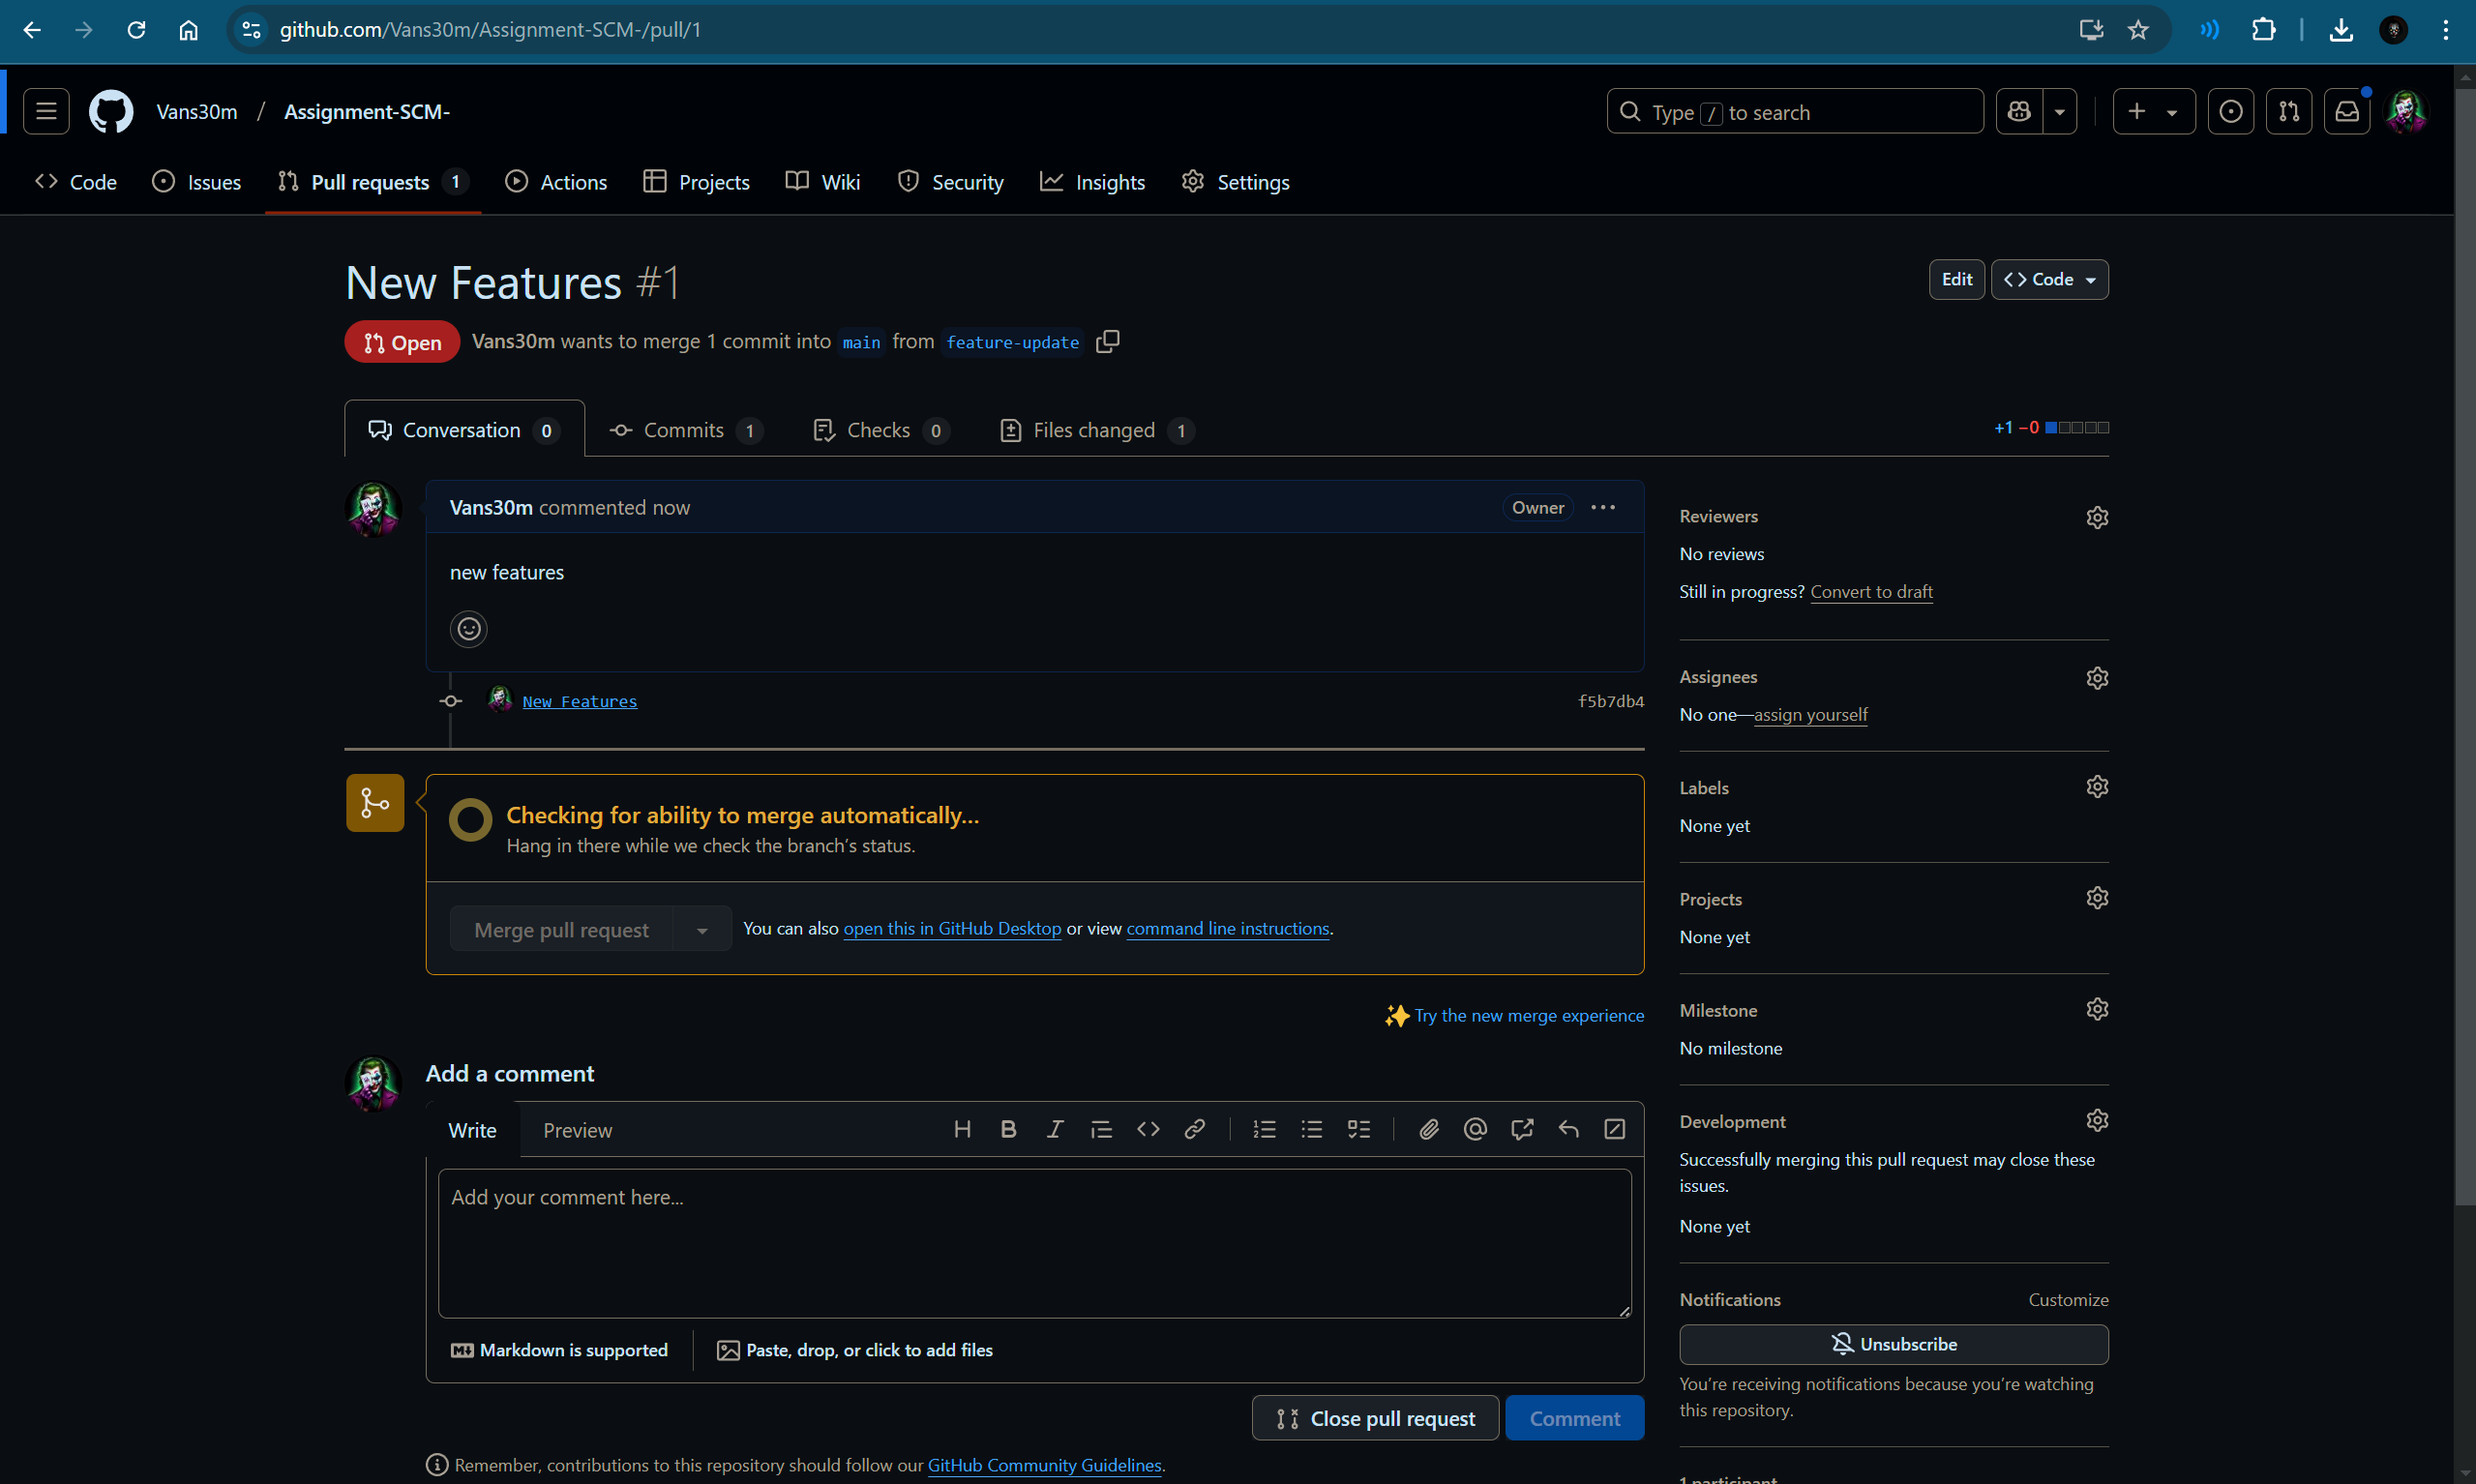 github.com/Vans30m/Assignment-SCM-/pull/1
Vans30m / Assignment-SCM-
Type / to search
Code
Issues
Pull requests 1
Actions
Projects
Wiki
Security
Insights
Settings
New Features #1
Edit
Code
Open
Vans30m wants to merge 1 commit into main from feature-update
Conversation 0
Commits 1
Checks 0
Files changed 1
+1 −0
Vans30m commented now
Owner
new features
New Features
f5b7db4
Checking for ability to merge automatically…
Hang in there while we check the branch’s status.
Merge pull request
You can also open this in GitHub Desktop or view command line instructions.
Try the new merge experience
Add a comment
Write
Preview
Add your comment here...
Markdown is supported
Paste, drop, or click to add files
Close pull request
Comment
Remember, contributions to this repository should follow our GitHub Community Guidelines.
Reviewers
No reviews
Still in progress? Convert to draft
Assignees
No one—assign yourself
Labels
None yet
Projects
None yet
Milestone
No milestone
Development
Successfully merging this pull request may close these
issues.
None yet
Notifications
Customize
Unsubscribe
You’re receiving notifications because you’re watching
this repository.
1 participant